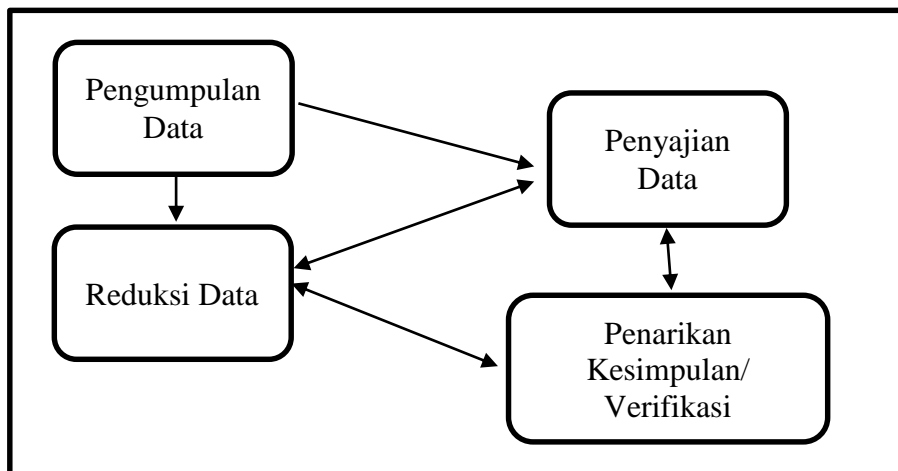 Pengumpulan
Data
Penyajian
Data
Reduksi Data
Penarikan
Kesimpulan/
Verifikasi